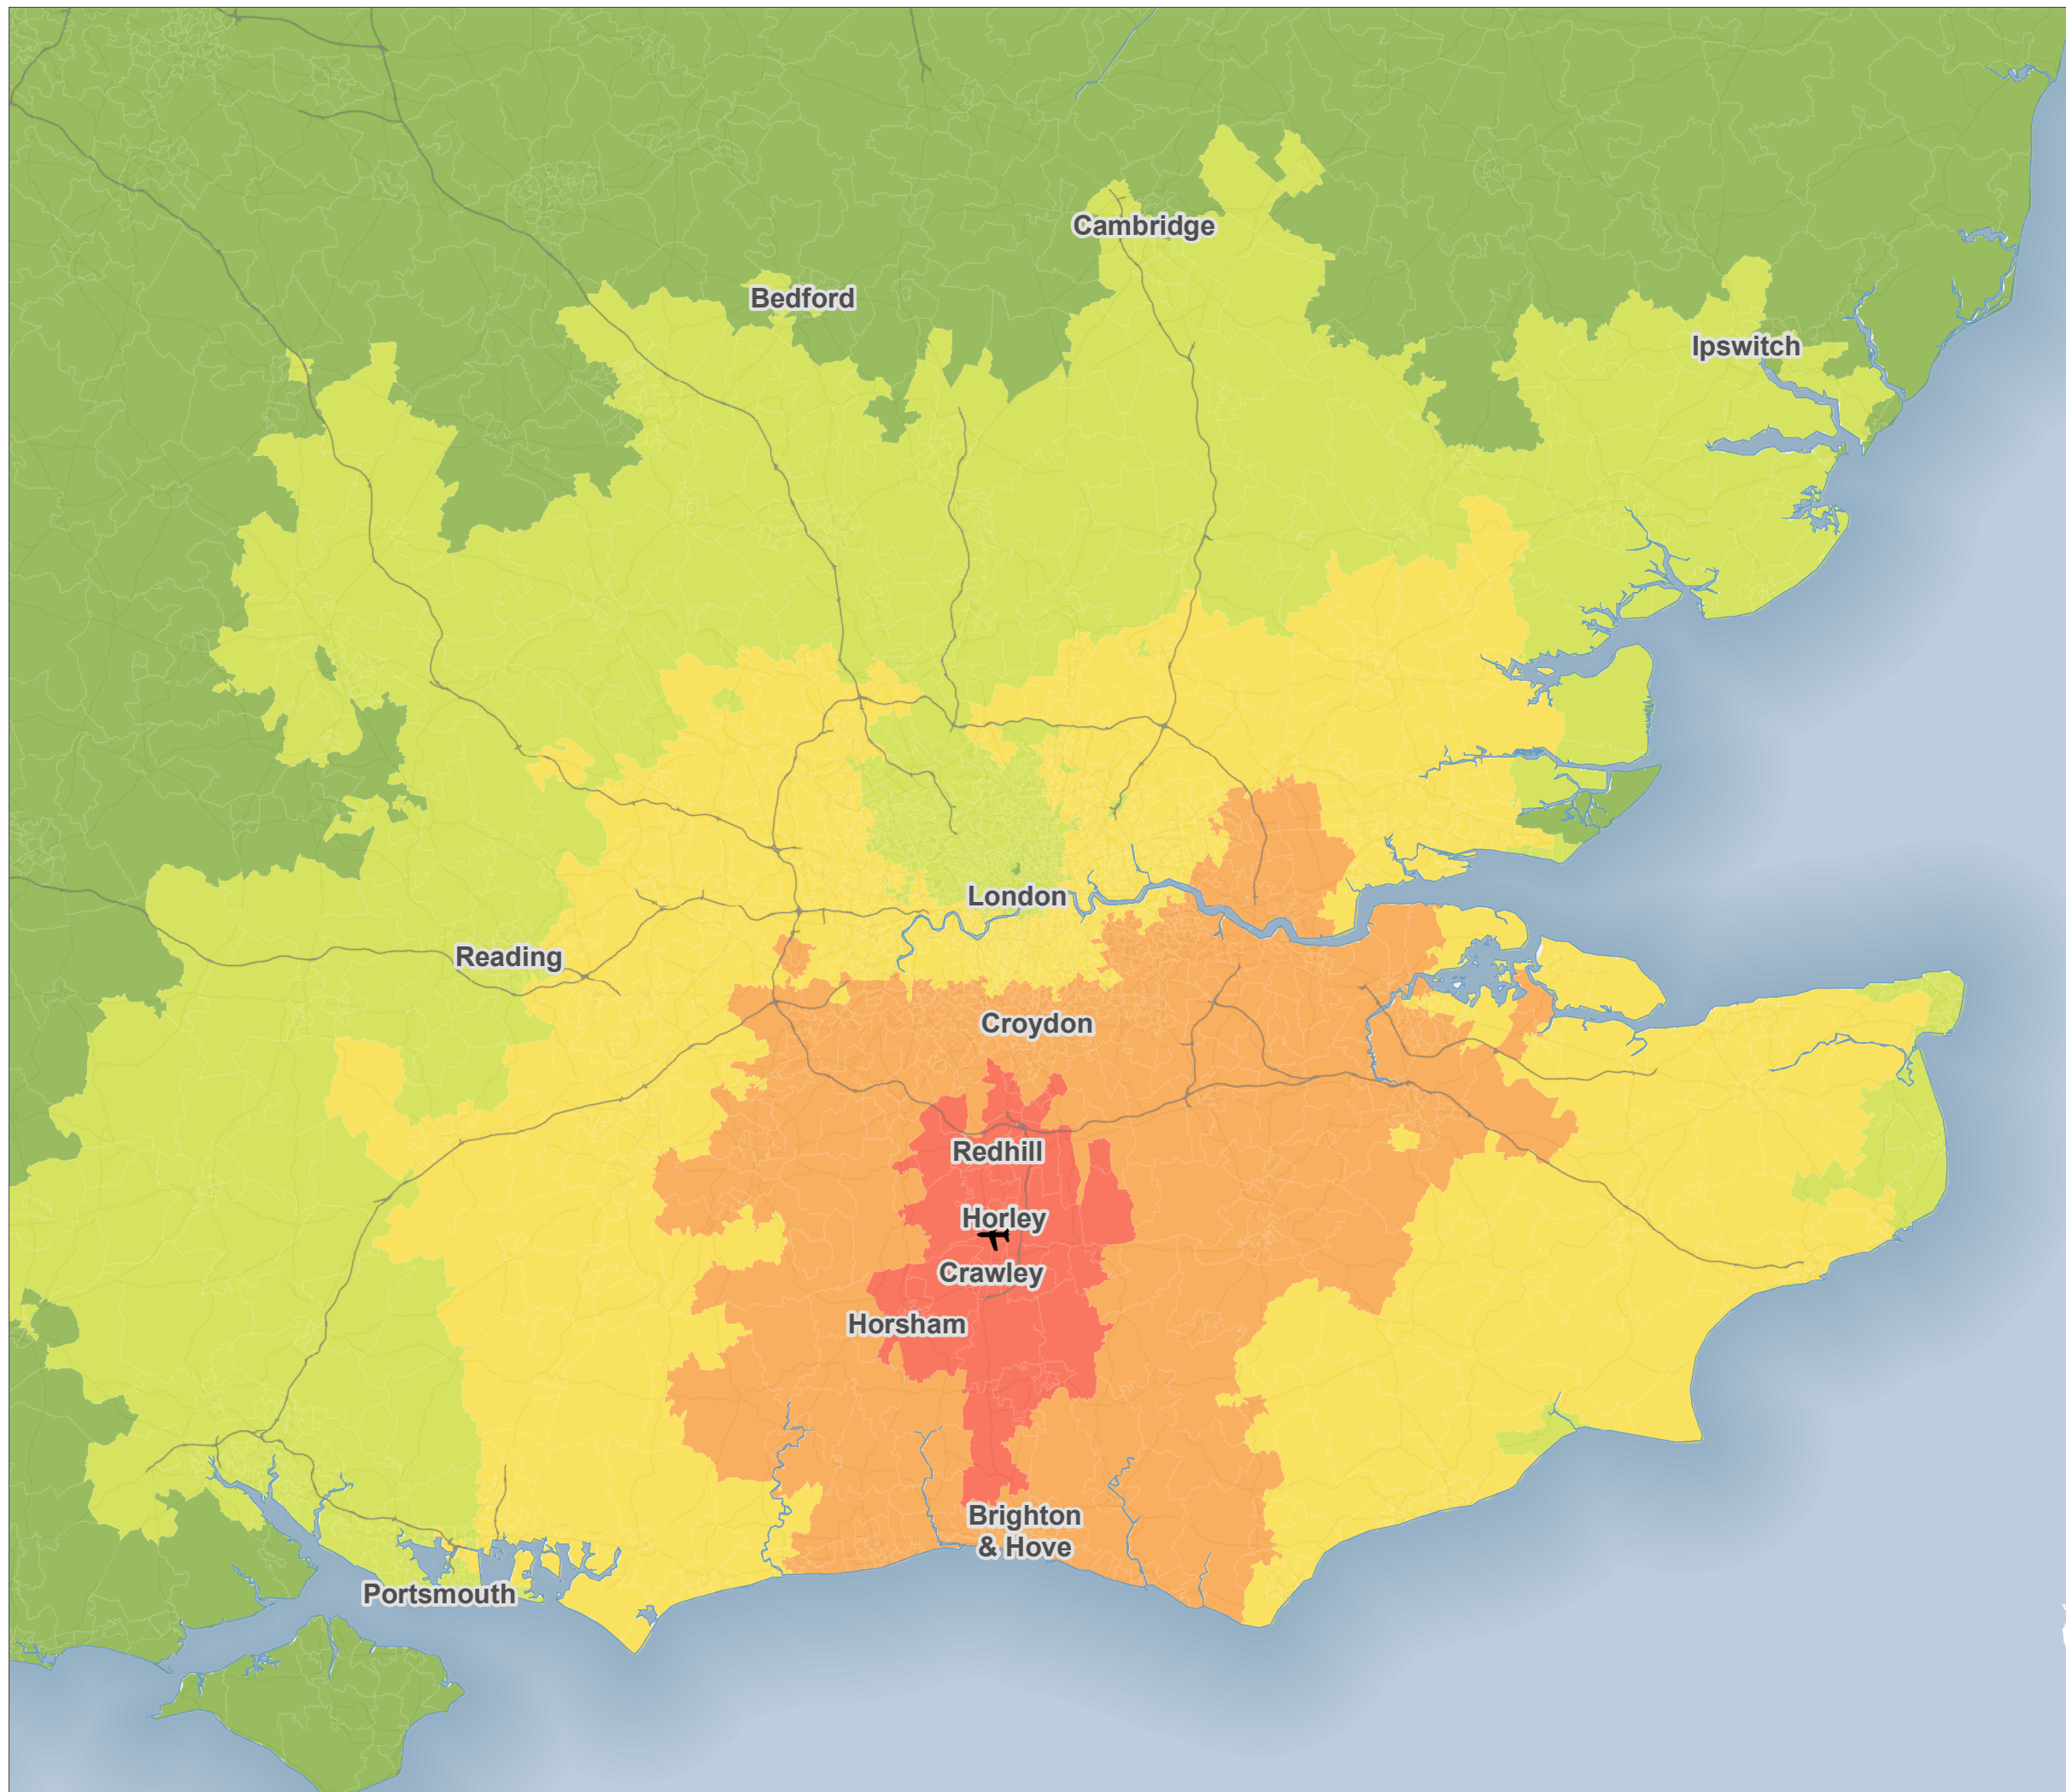 Cambridge
Bedford
Ipswitch
London
Reading
Croydon
Redhill
Horley
Crawley
Horsham
Brighton
& Hove
Portsmouth